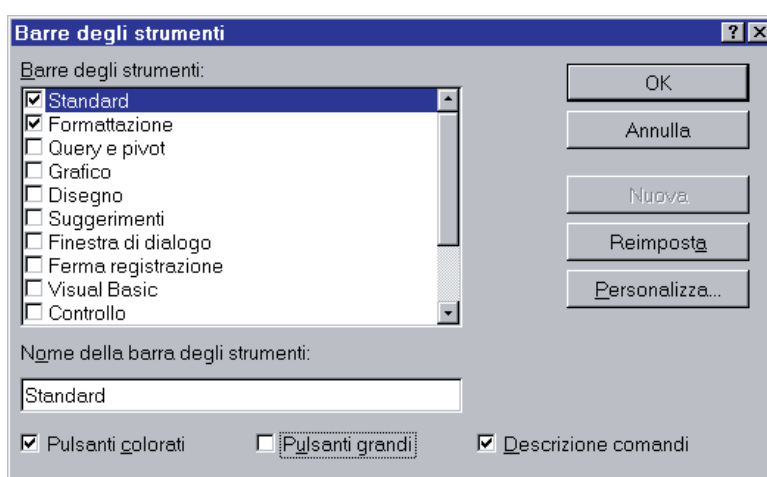 Barre degli strumenti
Barre degli strumenti:
Standard
Formattazione
Query e pivot
Grafico
Disegno
Suggerimenti
Finestra di dialogo
Ferma registrazione
Visual Basic
Controllo
OK
Annulla
Nuova
Reimposta
Personalizza...
Nome della barra degli strumenti:
Standard
Pulsanti colorati Pulsanti grandi Descrizione comandi